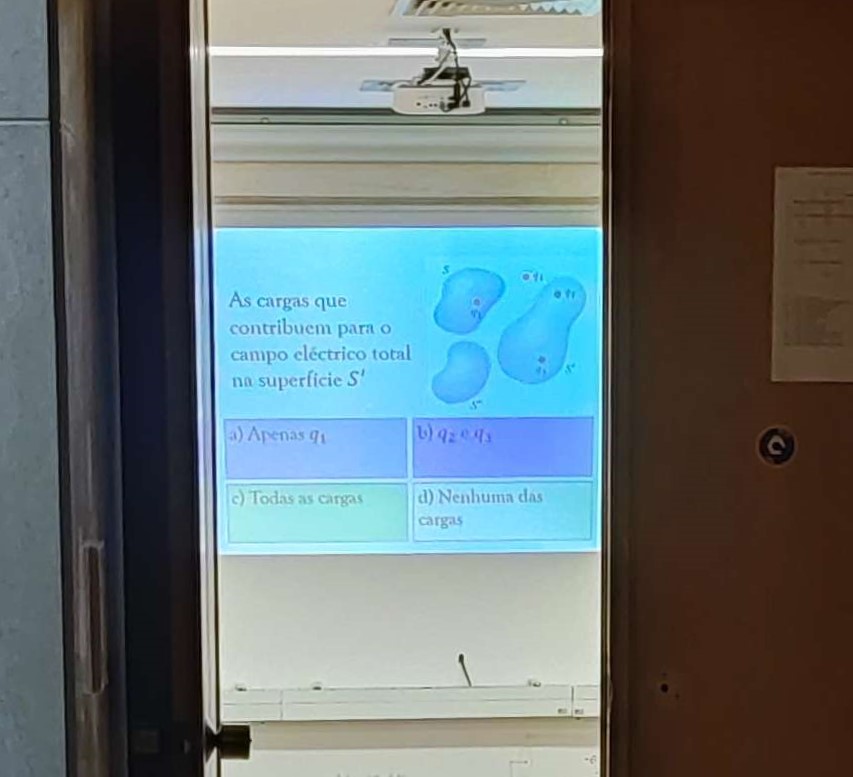 As cargas que
contribuem para o
campo eléctrico total
na superfície S'
S
S'
S''
a) Apenas q₁
b) q₂ e q₃
c) Todas as cargas
d) Nenhuma das
cargas